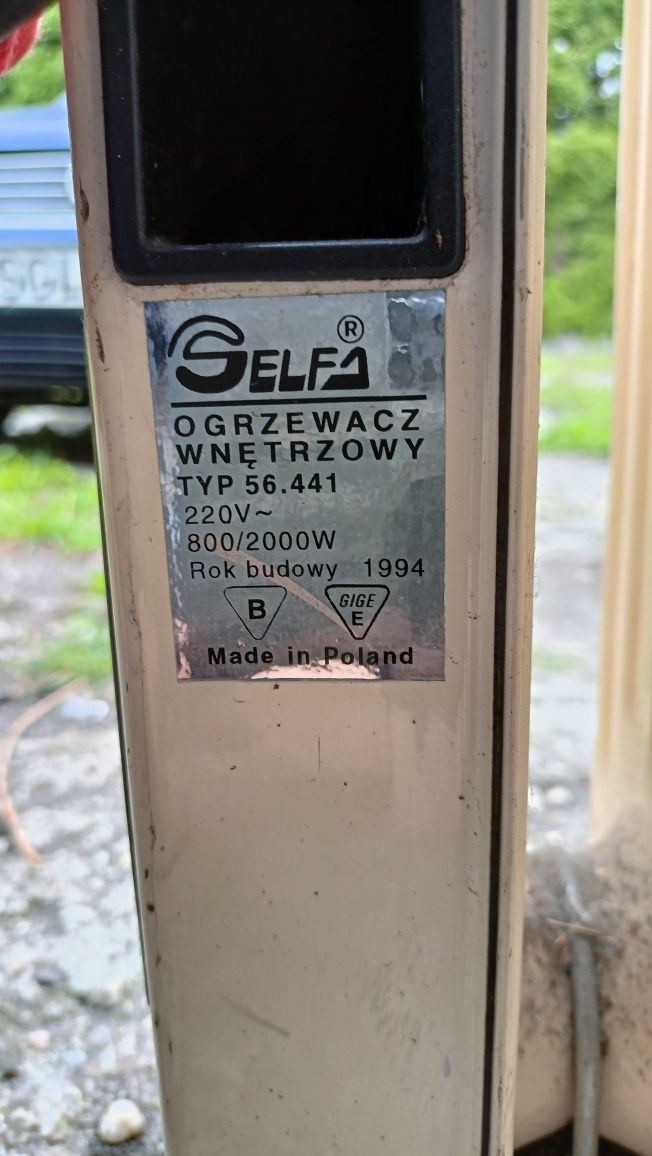 SELFA ®
OGRZEWACZ
WNĘTRZOWY
TYP 56.441
220V~
800/2000W
Rok budowy 1994
B GIGE E
Made in Poland